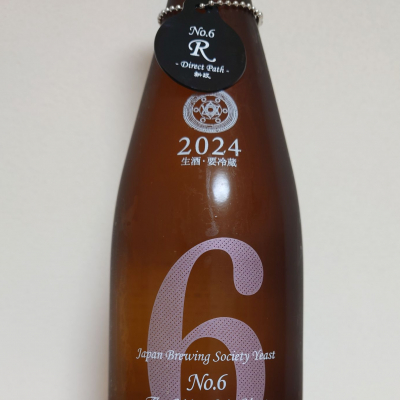 No.6
R
- Direct Path -
新政
2024
生酒・要冷蔵
6
Japan Brewing Society Yeast
No.6